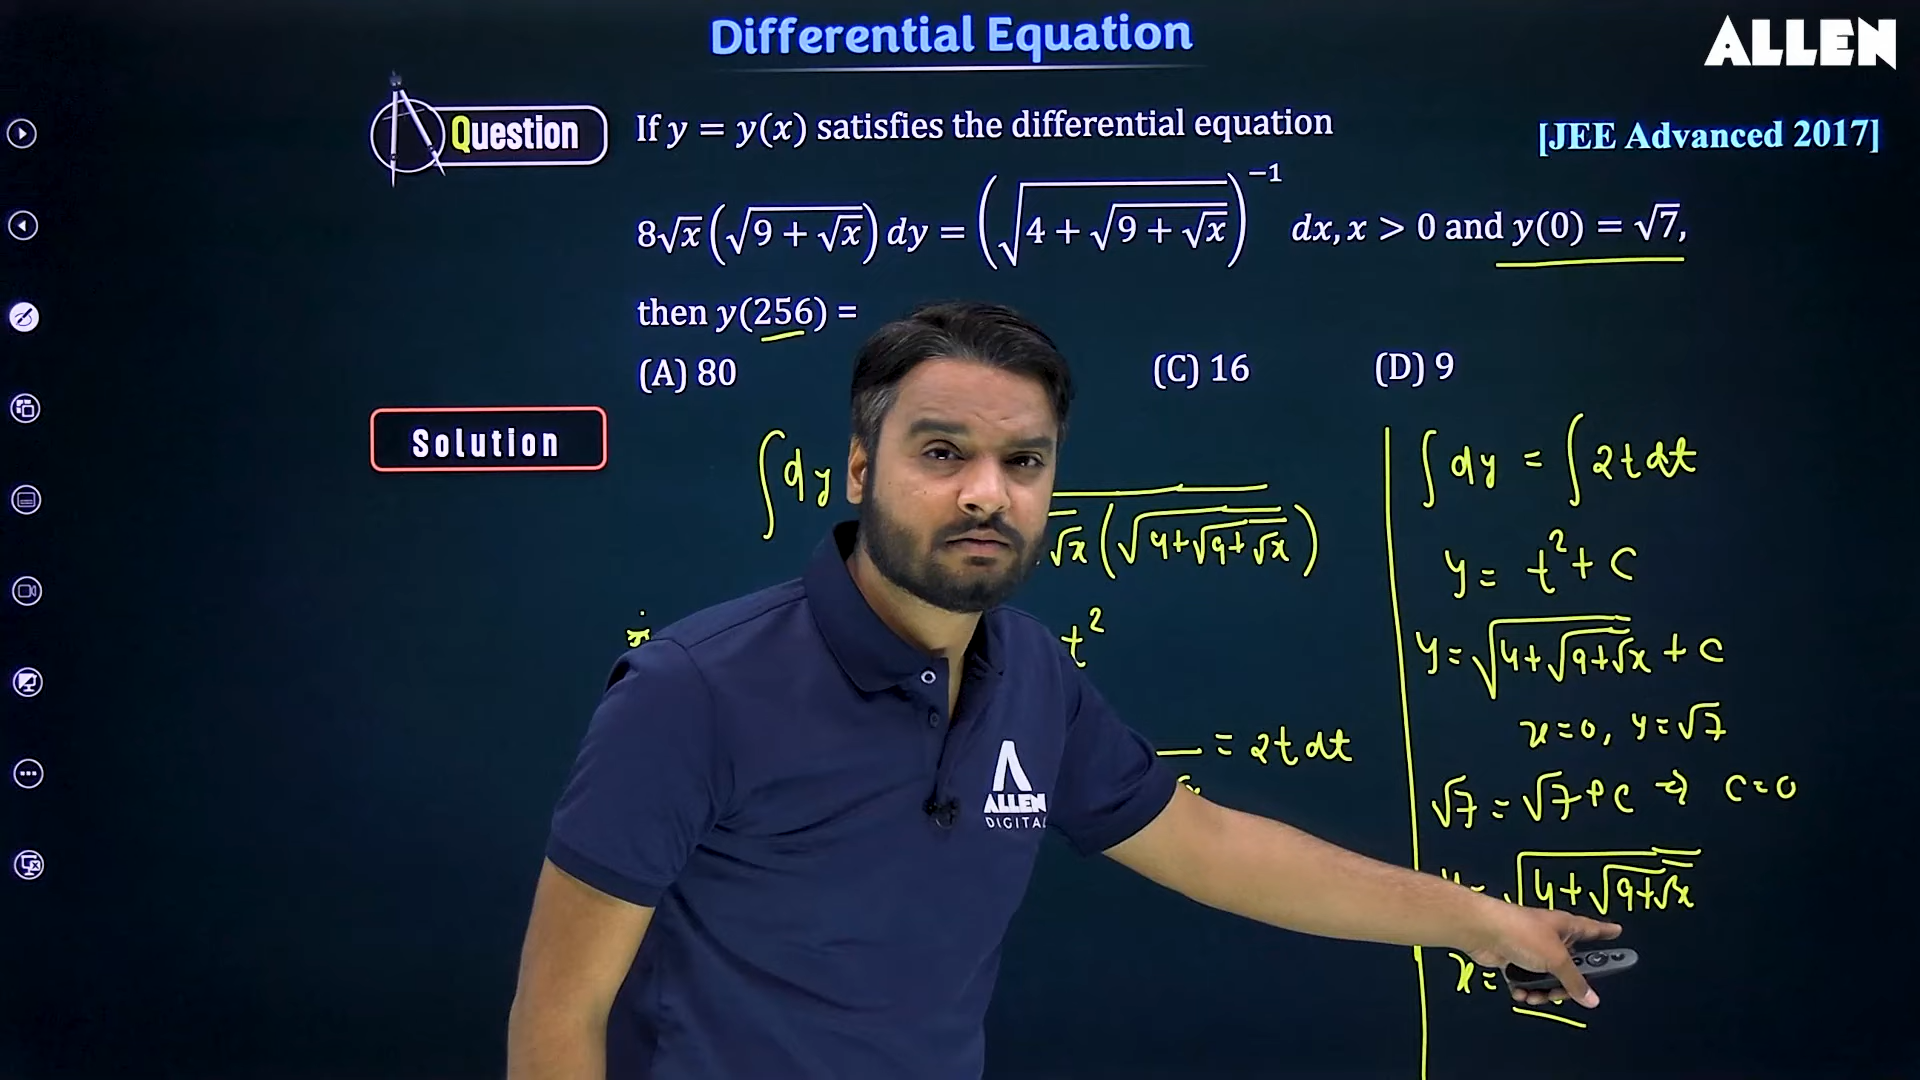 Differential Equation
ALLEN
Question
If y = y(x) satisfies the differential equation
[JEE Advanced 2017]
8√x(√(9 + √x)) dy = (√(4 + √(9 + √x)))⁻¹ dx, x > 0 and y(0) = √7,
then y(256) =
(A) 80
(C) 16
(D) 9
Solution
∫dy
√x(√(4+√(9+√x)))
t²
= 2t dt
∫dy = ∫2t dt
y = t² + C
y = √(4+√(9+√x)) + C
x=0, y=√7
√7 = √7 + C ⇒ C=0
= √(4+√(9+√x))
x =
ALLEN
DIGITAL